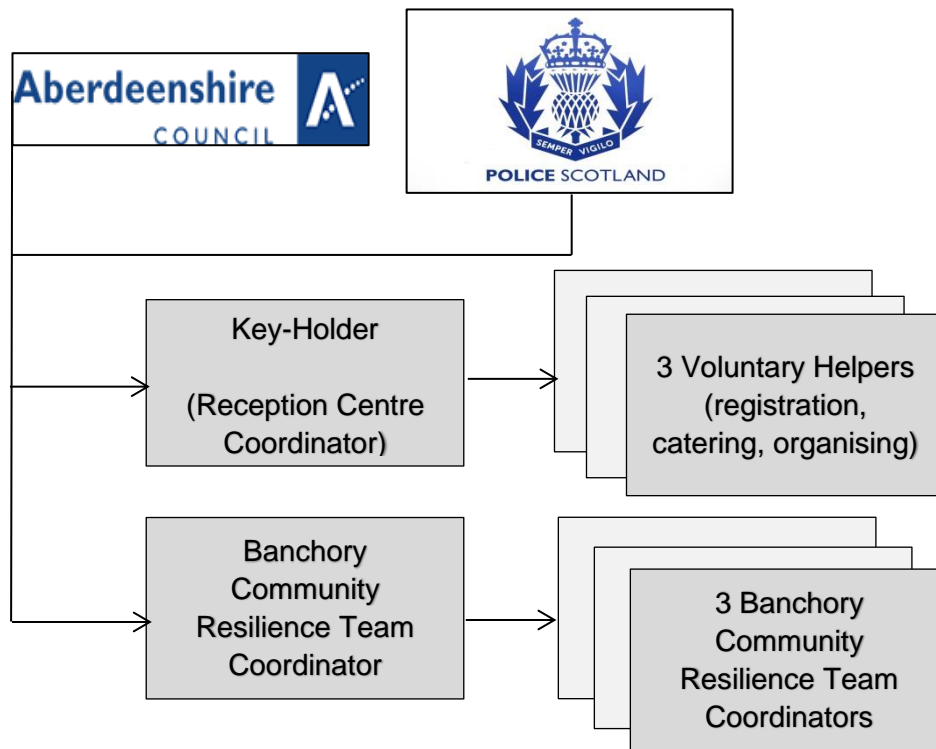 Aberdeenshire
COUNCIL
SEMPER VIGILO
POLICE SCOTLAND
Key-Holder
(Reception Centre
Coordinator)
3 Voluntary Helpers
(registration,
catering, organising)
Banchory
Community
Resilience Team
Coordinator
3 Banchory
Community
Resilience Team
Coordinators